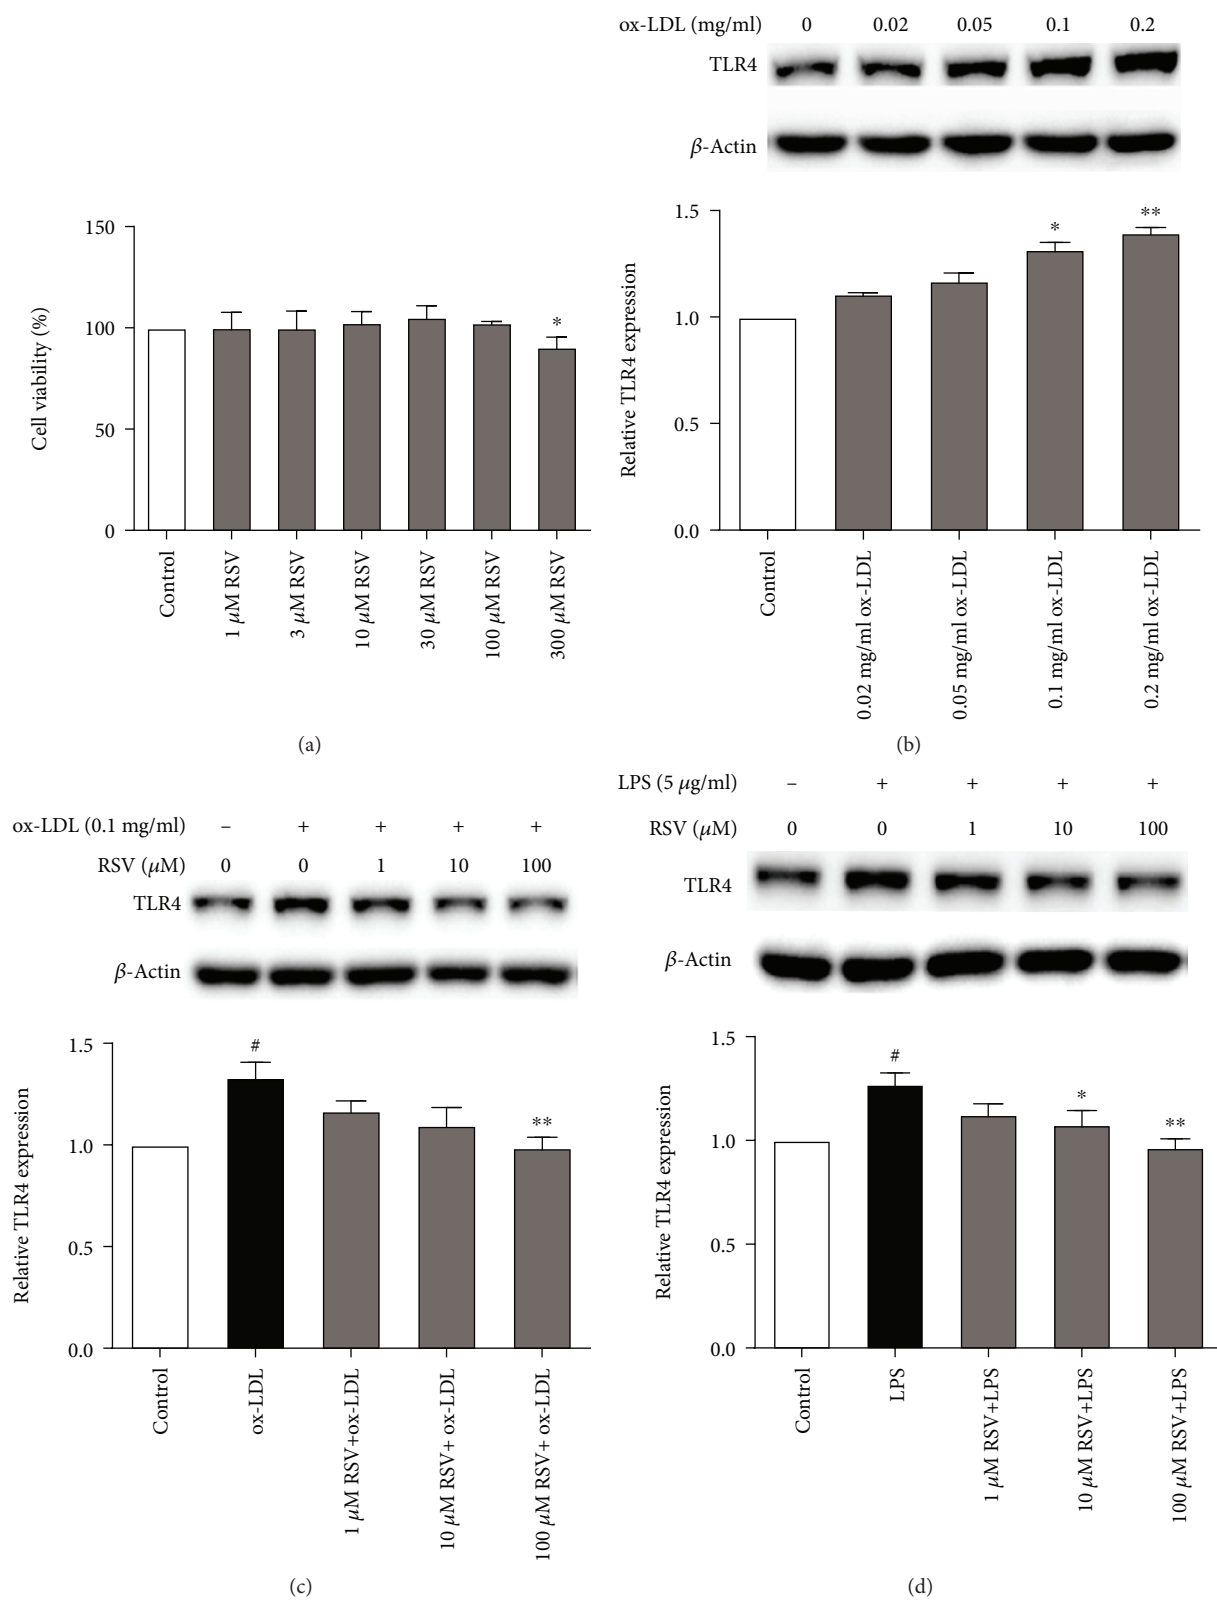 ox-LDL (mg/ml) 0 0.02 0.05 0.1 0.2
TLR4
β-Actin
150
100
50
0
Cell viability (%)
*
Control
1 μM RSV
3 μM RSV
10 μM RSV
30 μM RSV
100 μM RSV
300 μM RSV
(a)
1.5
1.0
0.5
0.0
Relative TLR4 expression
*
**
Control
0.02 mg/ml ox-LDL
0.05 mg/ml ox-LDL
0.1 mg/ml ox-LDL
0.2 mg/ml ox-LDL
(b)
ox-LDL (0.1 mg/ml) – + + + +
RSV (μM) 0 0 1 10 100
TLR4
β-Actin
1.5
1.0
0.5
0.0
Relative TLR4 expression
#
**
Control
ox-LDL
1 μM RSV+ox-LDL
10 μM RSV+ ox-LDL
100 μM RSV+ ox-LDL
(c)
LPS (5 μg/ml) – + + + +
RSV (μM) 0 0 1 10 100
TLR4
β-Actin
1.5
1.0
0.5
0.0
Relative TLR4 expression
#
*
**
Control
LPS
1 μM RSV+LPS
10 μM RSV+LPS
100 μM RSV+LPS
(d)